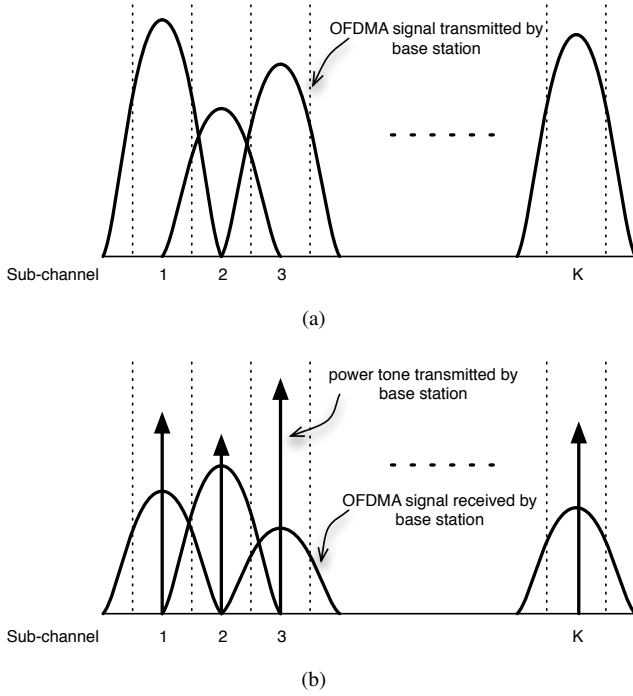 OFDMA signal transmitted by
base station
Sub-channel 1 2 3 K
(a)
power tone transmitted by
base station
OFDMA signal received by
base station
Sub-channel 1 2 3 K
(b)